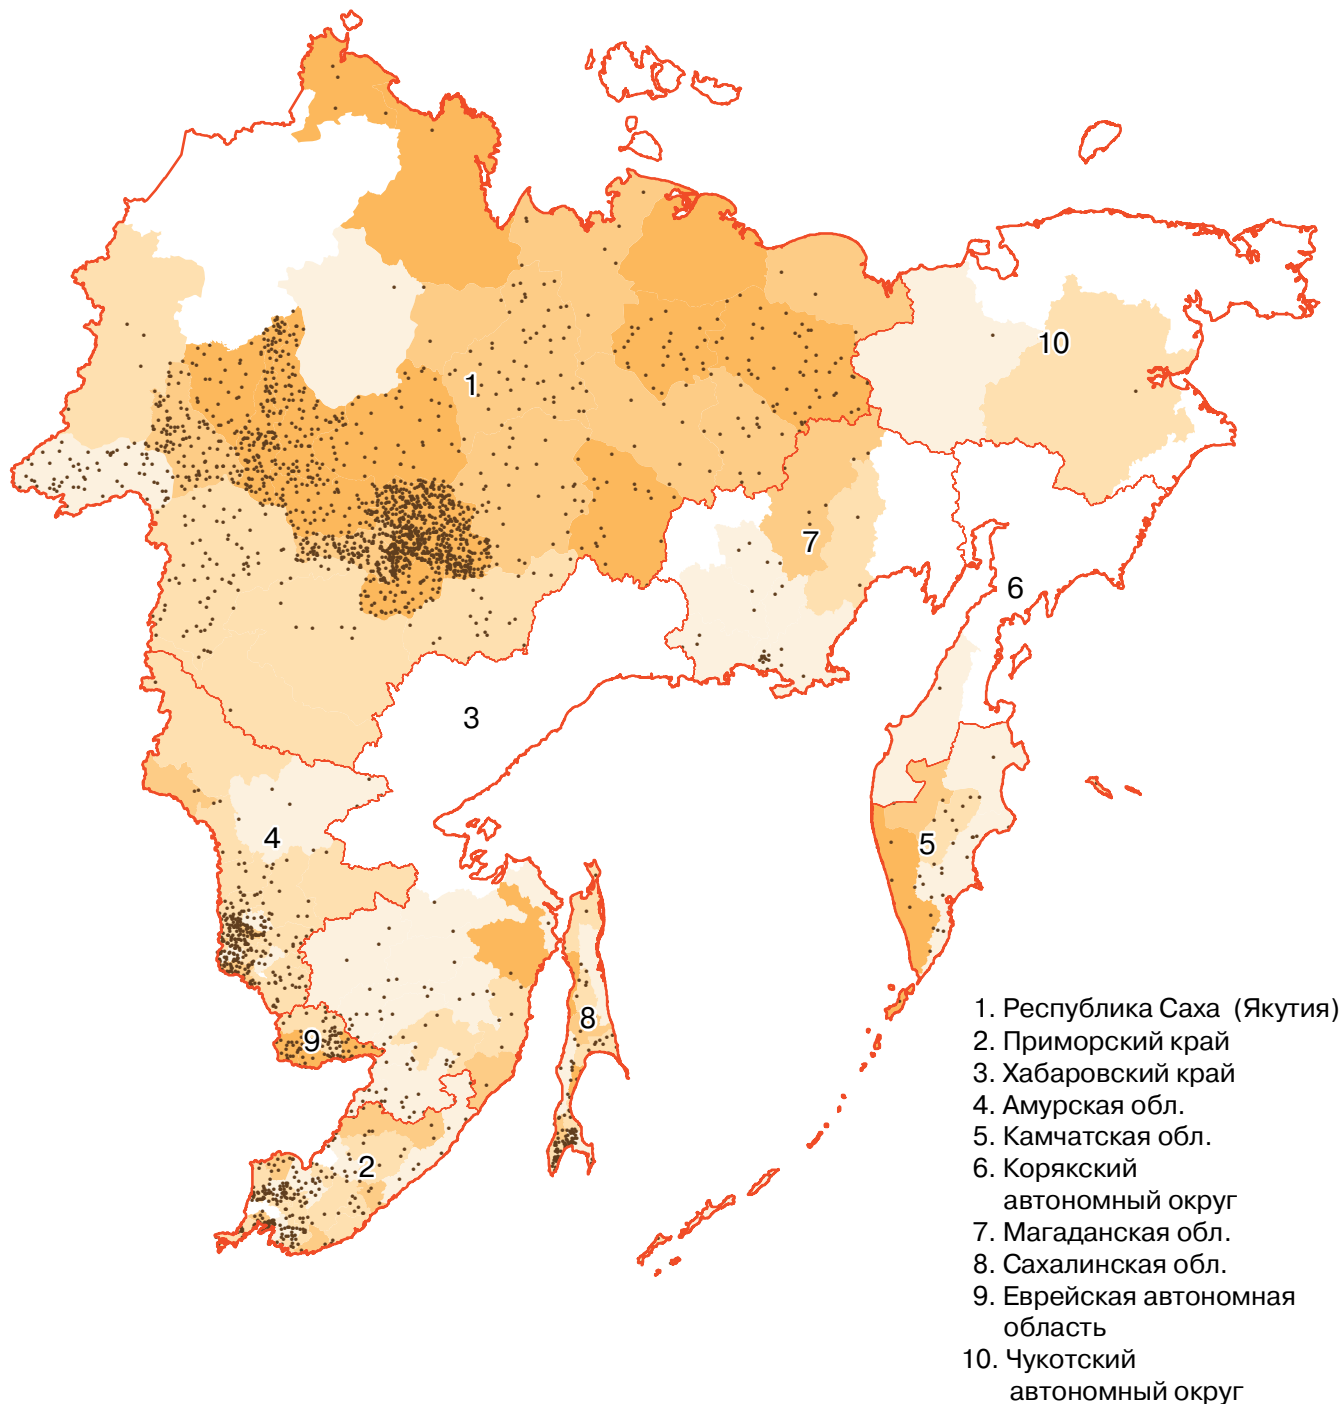 10
1
7
6
3
4
5
8
9
2
1. Республика Саха (Якутия)
2. Приморский край
3. Хабаровский край
4. Амурская обл.
5. Камчатская обл.
6. Корякский
автономный округ
7. Магаданская обл.
8. Сахалинская обл.
9. Еврейская автономная
область
10. Чукотский
автономный округ